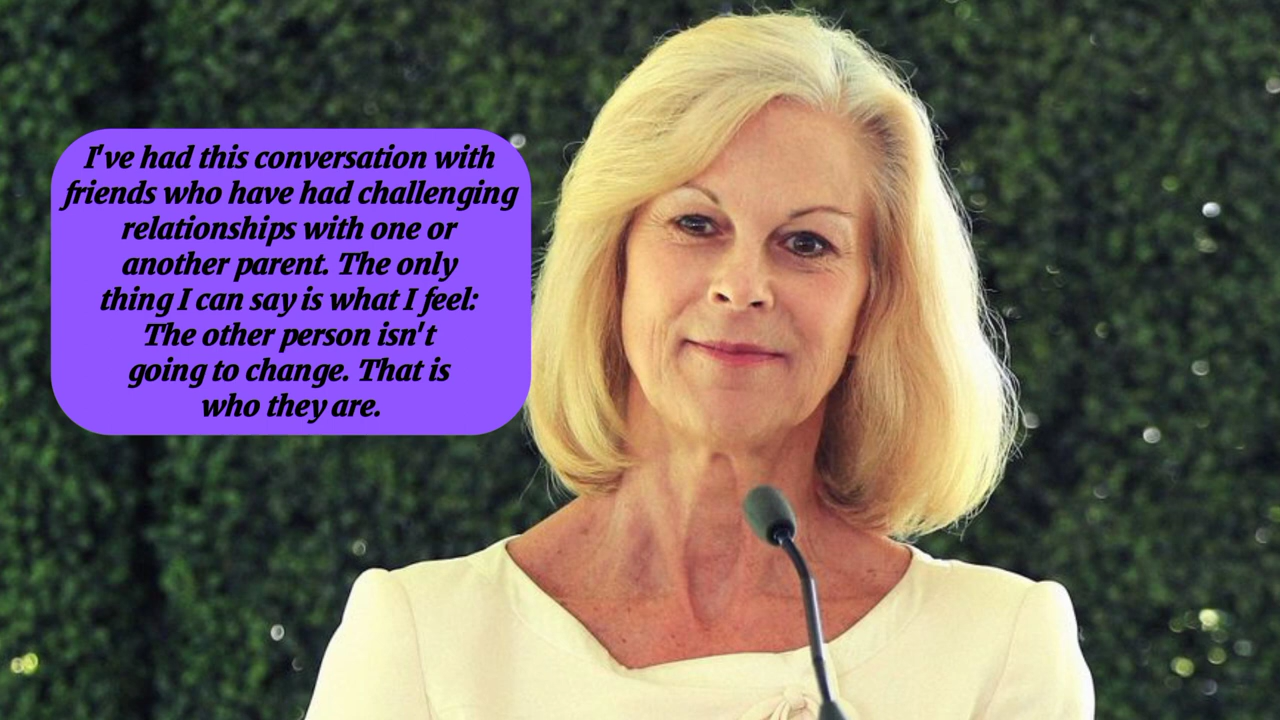 I've had this conversation with
friends who have had challenging
relationships with one or
another parent. The only
thing I can say is what I feel:
The other person isn't
going to change. That is
who they are.